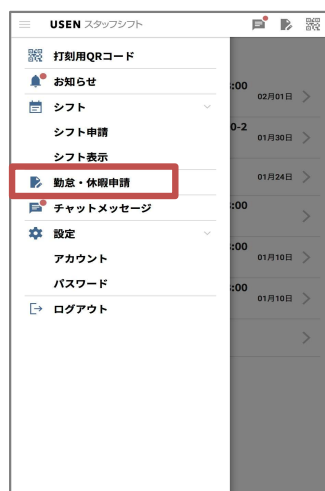 USEN スタッフシフト
打刻用QRコード
お知らせ
シフト
シフト申請
シフト表示
勤怠・休暇申請
チャットメッセージ
設定
アカウント
パスワード
ログアウト
:00
02月01日
0-2
01月30日
01月24日
:00
:00
01月10日
:00
01月10日